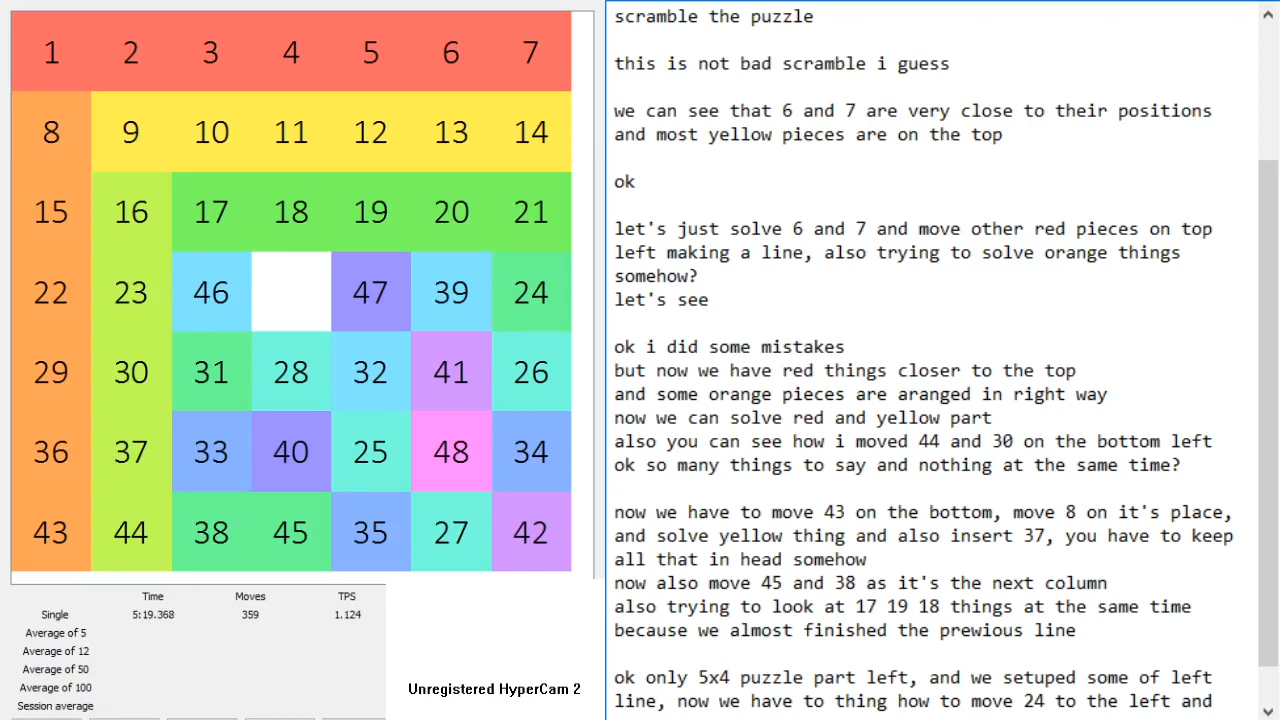 1 2 3 4 5 6 7
8 9 10 11 12 13 14
15 16 17 18 19 20 21
22 23 46 47 39 24
29 30 31 28 32 41 26
36 37 33 40 25 48 34
43 44 38 45 35 27 42
Time Moves TPS
Single 5:19.368 359 1.124
Average of 5
Average of 12
Average of 50
Average of 100
Session average
Unregistered HyperCam 2
scramble the puzzle
this is not bad scramble i guess
we can see that 6 and 7 are very close to their positions
and most yellow pieces are on the top
ok
let's just solve 6 and 7 and move other red pieces on top
left making a line, also trying to solve orange things
somehow?
let's see
ok i did some mistakes
but now we have red things closer to the top
and some orange pieces are aranged in right way
now we can solve red and yellow part
also you can see how i moved 44 and 30 on the bottom left
ok so many things to say and nothing at the same time?
now we have to move 43 on the bottom, move 8 on it's place,
and solve yellow thing and also insert 37, you have to keep
all that in head somehow
now also move 45 and 38 as it's the next column
also trying to look at 17 19 18 things at the same time
because we almost finished the prewious line
ok only 5x4 puzzle part left, and we setuped some of left
line, now we have to thing how to move 24 to the left and